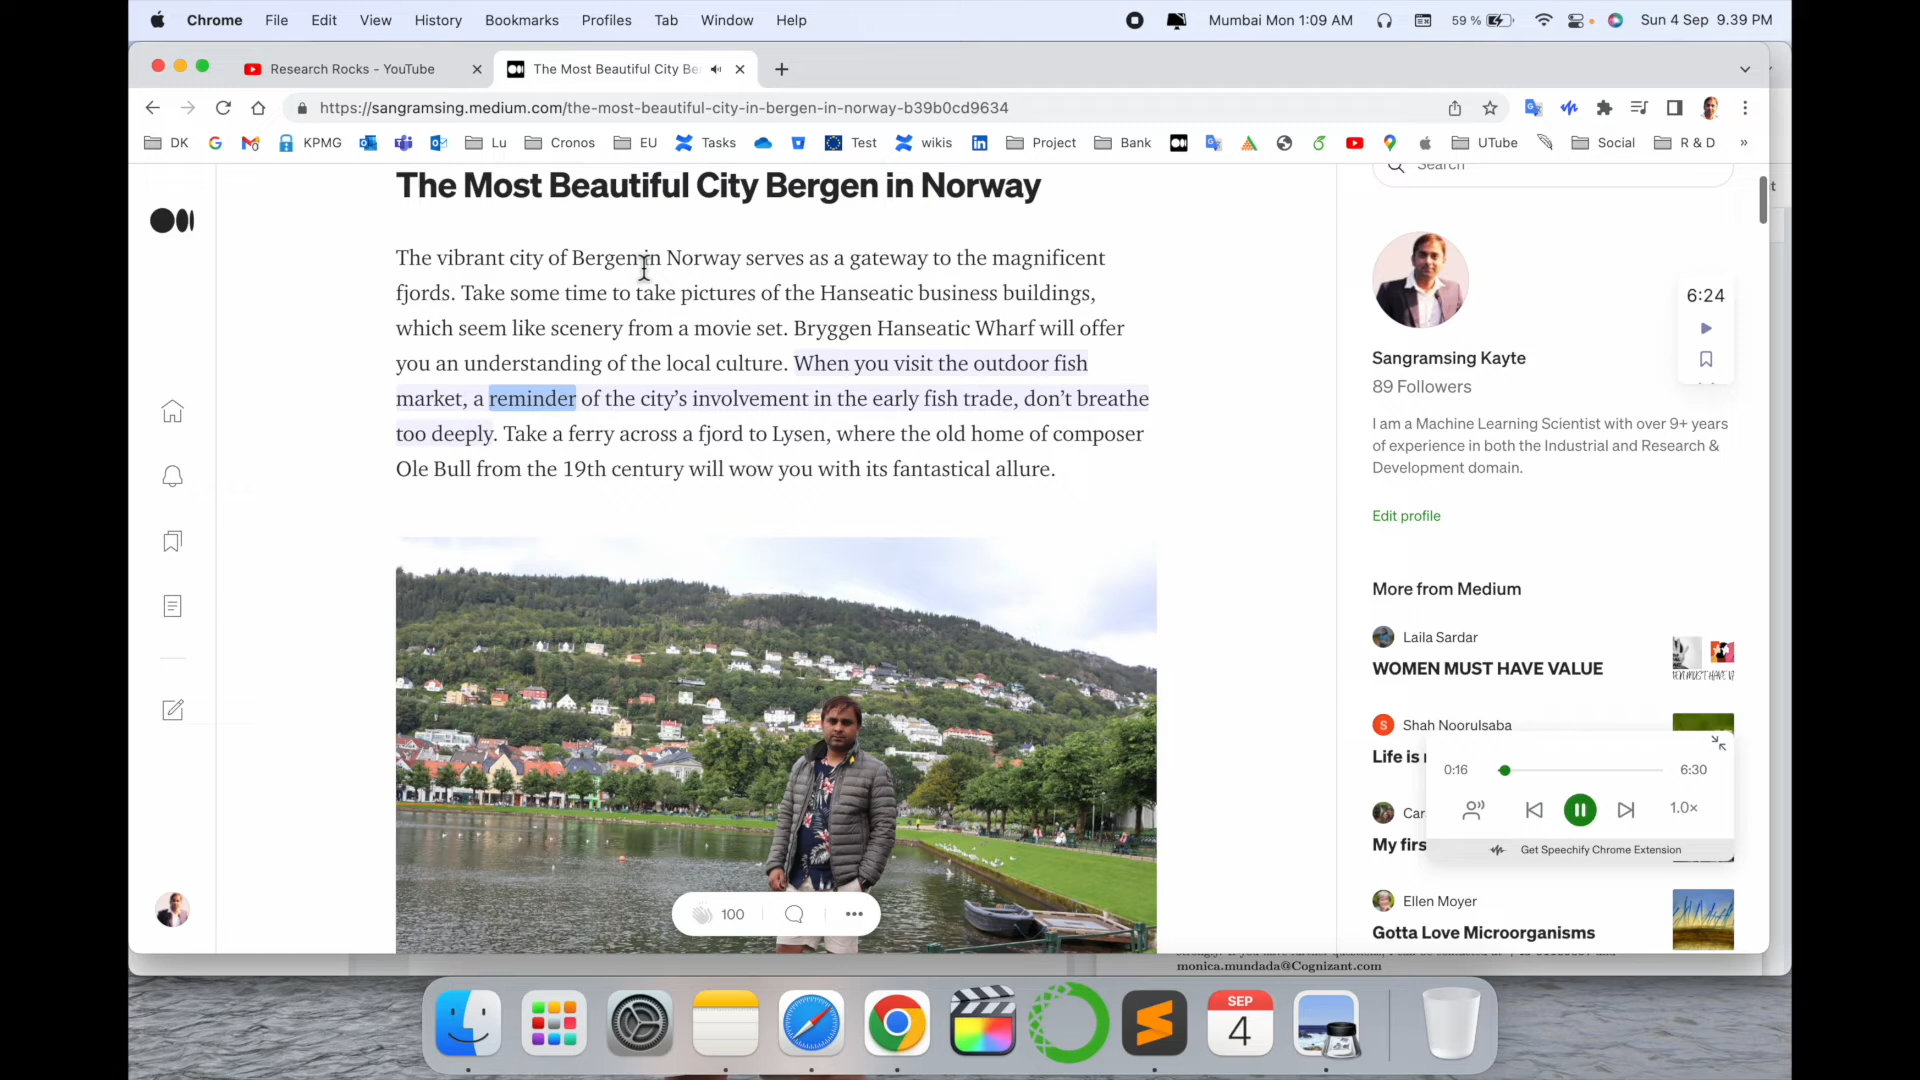 Chrome File Edit View History Bookmarks Profiles Tab Window Help
Mumbai Mon 1:09 AM 59 % Sun 4 Sep 9.39 PM
Research Rocks - YouTube
The Most Beautiful City Be
https://sangramsing.medium.com/the-most-beautiful-city-in-bergen-in-norway-b39b0cd9634
DK KPMG Lu Cronos EU Tasks Test wikis Project Bank UTube Social R & D »
The Most Beautiful City Bergen in Norway
The vibrant city of Bergen in Norway serves as a gateway to the magnificent
fjords. Take some time to take pictures of the Hanseatic business buildings,
which seem like scenery from a movie set. Bryggen Hanseatic Wharf will offer
you an understanding of the local culture. When you visit the outdoor fish
market, a reminder of the city's involvement in the early fish trade, don't breathe
too deeply. Take a ferry across a fjord to Lysen, where the old home of composer
Ole Bull from the 19th century will wow you with its fantastical allure.
100
Search
6:24
Sangramsing Kayte
89 Followers
I am a Machine Learning Scientist with over 9+ years
of experience in both the Industrial and Research &
Development domain.
Edit profile
More from Medium
Laila Sardar
WOMEN MUST HAVE VALUE
S Shah Noorulsaba
Life is
Car
My firs
0:16 6:30
1.0×
Get Speechify Chrome Extension
Ellen Moyer
Gotta Love Microorganisms
monica.mundada@Cognizant.com
SEP
4